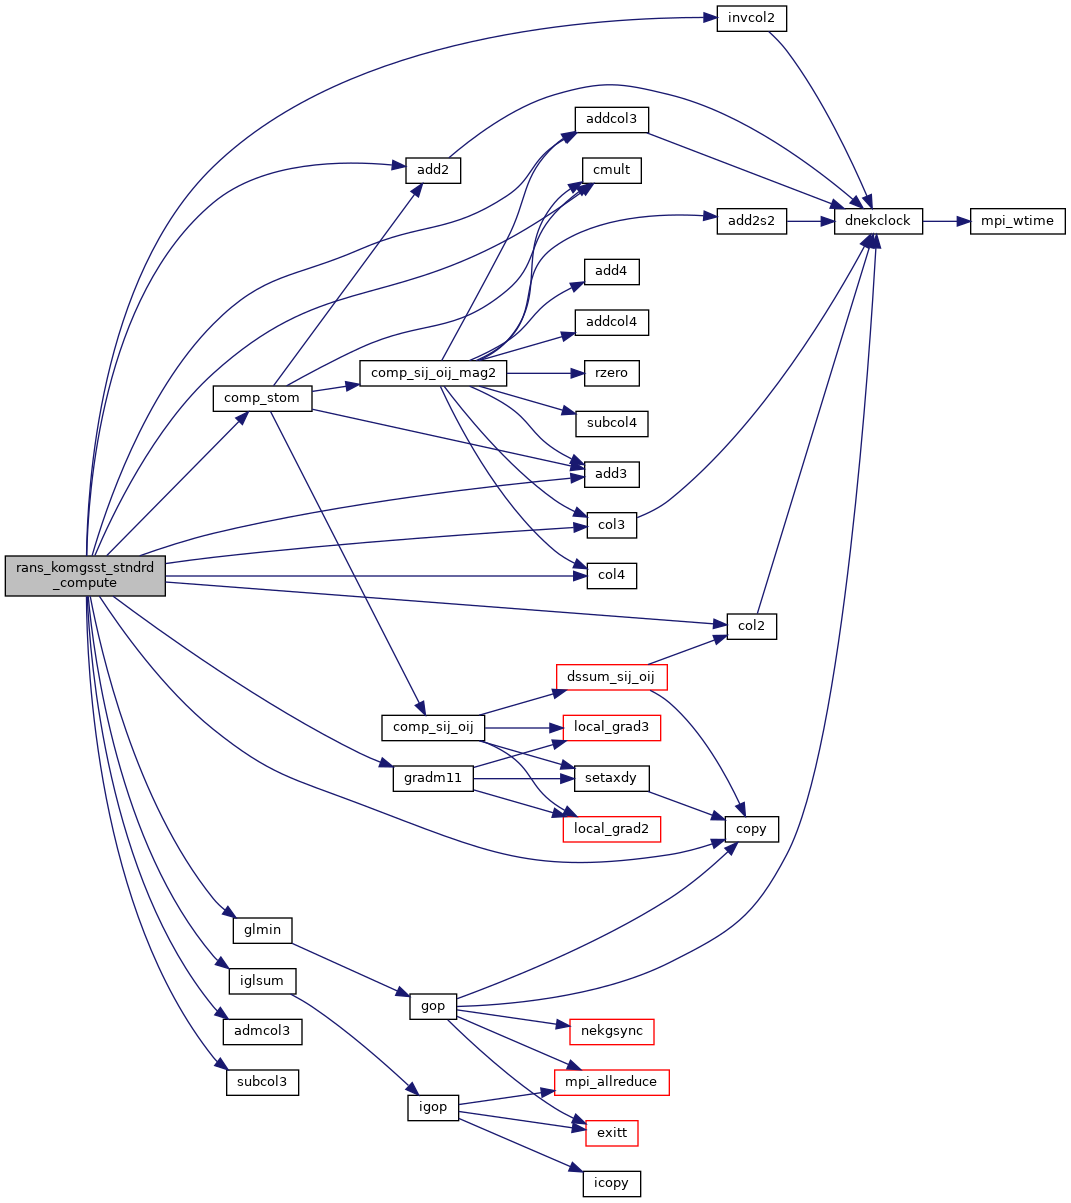 invcol2
addcol3
add2
cmult
add2s2
dnekclock
mpi_wtime
add4
addcol4
comp_sij_oij_mag2
rzero
comp_stom
subcol4
add3
col3
rans_komgsst_stndrd
_compute
col4
col2
dssum_sij_oij
comp_sij_oij
local_grad3
gradm11
setaxdy
local_grad2
copy
glmin
iglsum
gop
admcol3
nekgsync
subcol3
mpi_allreduce
igop
exitt
icopy